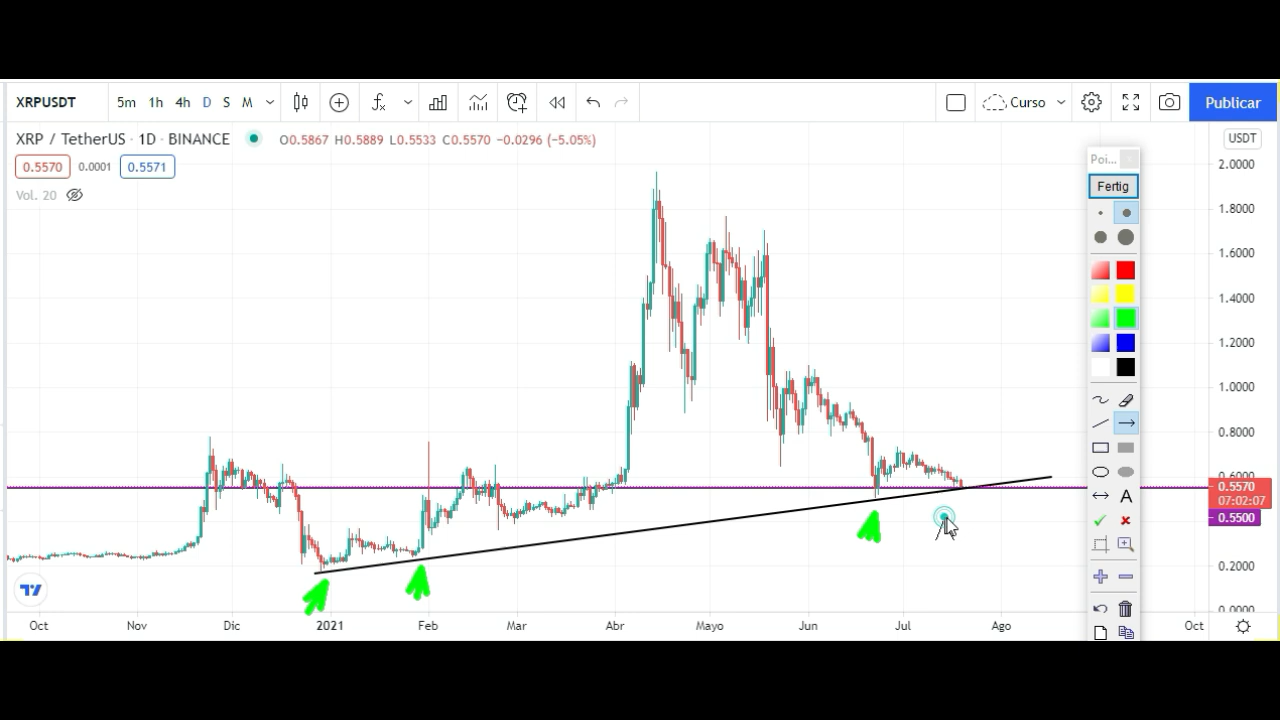 XRPUSDT 5m 1h 4h D S M Curso Publicar
XRP / TetherUS · 1D · BINANCE O0.5867 H0.5889 L0.5533 C0.5570 −0.0296 (−5.05%) USDT
0.5570 0.0001 0.5571
Vol. 20
Poi...
Fertig
A
2.0000
1.8000
1.6000
1.4000
1.2000
1.0000
0.8000
0.6000
0.5570
07:02:07
0.5500
0.2000
0.0000
Oct Nov Dic 2021 Feb Mar Abr Mayo Jun Jul Ago Oct